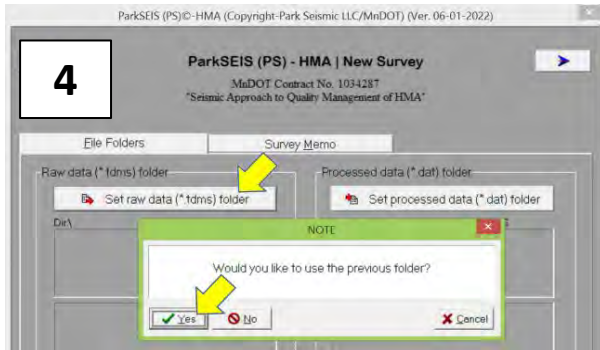 ParkSEIS (PS)©-HMA (Copyright-Park Seismic LLC/MnDOT) (Ver. 06-01-2022)
4
ParkSEIS (PS) - HMA | New Survey
MnDOT Contract No. 1034287
"Seismic Approach to Quality Management of HMA"
File Folders
Survey Memo
Raw data (*.tdms) folder
Processed data (*.dat) folder
Set raw data (*.tdms) folder
Set processed data (*.dat) folder
Dir\
NOTE
Would you like to use the previous folder?
Yes
No
Cancel